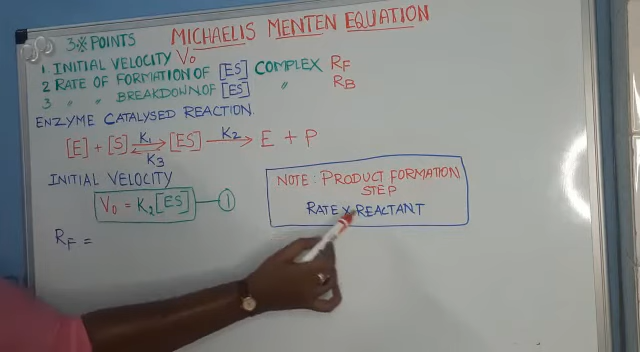 MICHAELIS MENTEN EQUATION
3※ POINTS
1 INITIAL VELOCITY V₀
2 RATE OF FORMATION OF [ES] COMPLEX RF
3 〃 〃 BREAKDOWN OF [ES] 〃 RB
ENZYME CATALYSED REACTION
[E] + [S] K₁ ⇌ K₃ [ES] K₂ → E + P
INITIAL VELOCITY
V₀ = K₂[ES] — 1
NOTE: PRODUCT FORMATION
STEP
RATE ∝ REACTANT
RF =